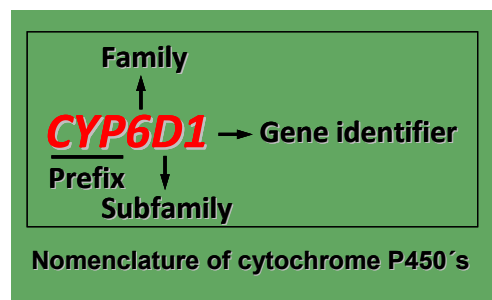 Family
CYP6D1
Gene identifier
Prefix
Subfamily
Nomenclature of cytochrome P450´s